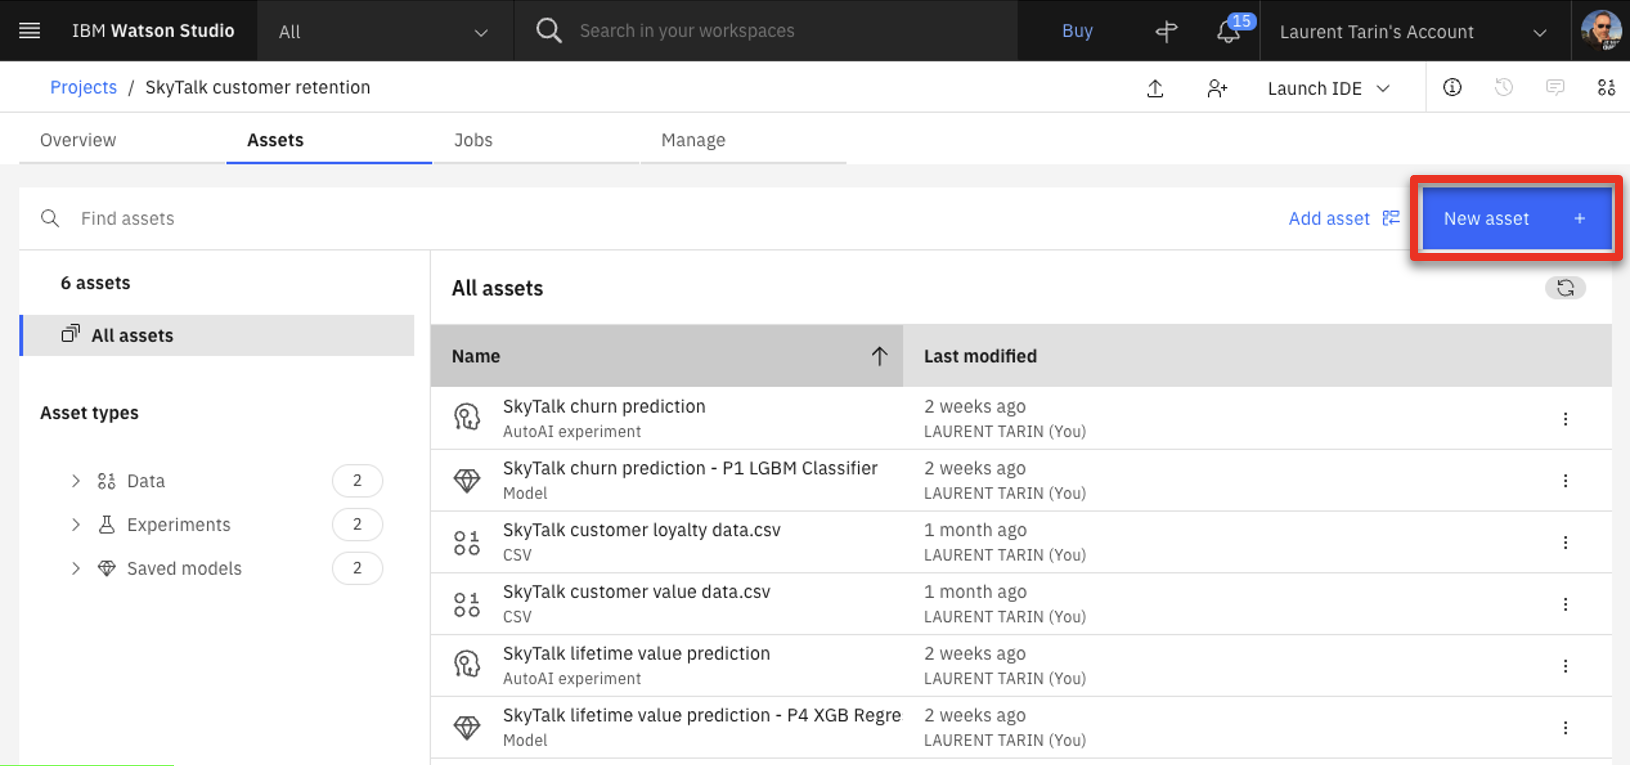 IBM Watson Studio
All
Search in your workspaces
Buy
15
Laurent Tarin's Account
Projects / SkyTalk customer retention
Launch IDE
Overview
Assets
Jobs
Manage
Find assets
Add asset
New asset +
6 assets
All assets
Asset types
Data 2
Experiments 2
Saved models 2
All assets
Name
Last modified
SkyTalk churn prediction
AutoAI experiment
2 weeks ago
LAURENT TARIN (You)
SkyTalk churn prediction - P1 LGBM Classifier
Model
2 weeks ago
LAURENT TARIN (You)
SkyTalk customer loyalty data.csv
CSV
1 month ago
LAURENT TARIN (You)
SkyTalk customer value data.csv
CSV
1 month ago
LAURENT TARIN (You)
SkyTalk lifetime value prediction
AutoAI experiment
2 weeks ago
LAURENT TARIN (You)
SkyTalk lifetime value prediction - P4 XGB Regre
Model
2 weeks ago
LAURENT TARIN (You)